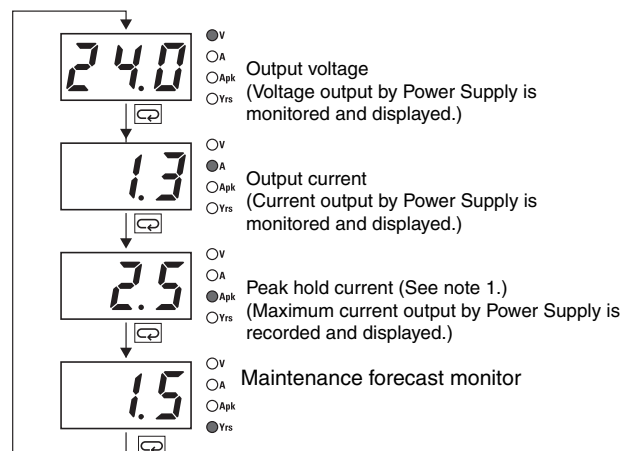 24.0
V
A
Apk
Yrs
Output voltage
(Voltage output by Power Supply is
monitored and displayed.)
1.3
V
A
Apk
Yrs
Output current
(Current output by Power Supply is
monitored and displayed.)
2.5
V
A
Apk
Yrs
Peak hold current (See note 1.)
(Maximum current output by Power Supply is
recorded and displayed.)
1.5
V
A
Apk
Yrs
Maintenance forecast monitor